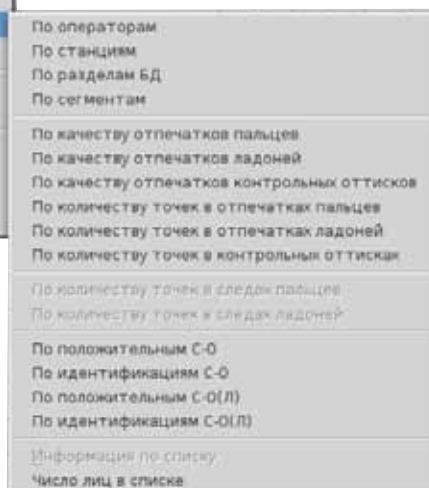 По операторам
По станциям
По разделам БД
По сегментам
По качеству отпечатков пальцев
По качеству отпечатков ладоней
По качеству отпечатков контрольных оттисков
По количеству точек в отпечатках пальцев
По количеству точек в отпечатках ладоней
По количеству точек в контрольных оттисках
По количеству точек в следах пальцев
По количеству точек в следах ладоней
По положительным С-О
По идентификациям С-О
По положительным С-О(Л)
По идентификациям С-О(Л)
Информация по списку
Число лиц в списке